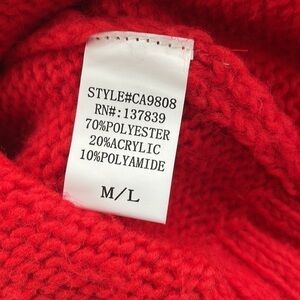 STYLE#CA9808
RN#:137839
70%POLYESTER
20%ACRYLIC
10%POLYAMIDE
M/L